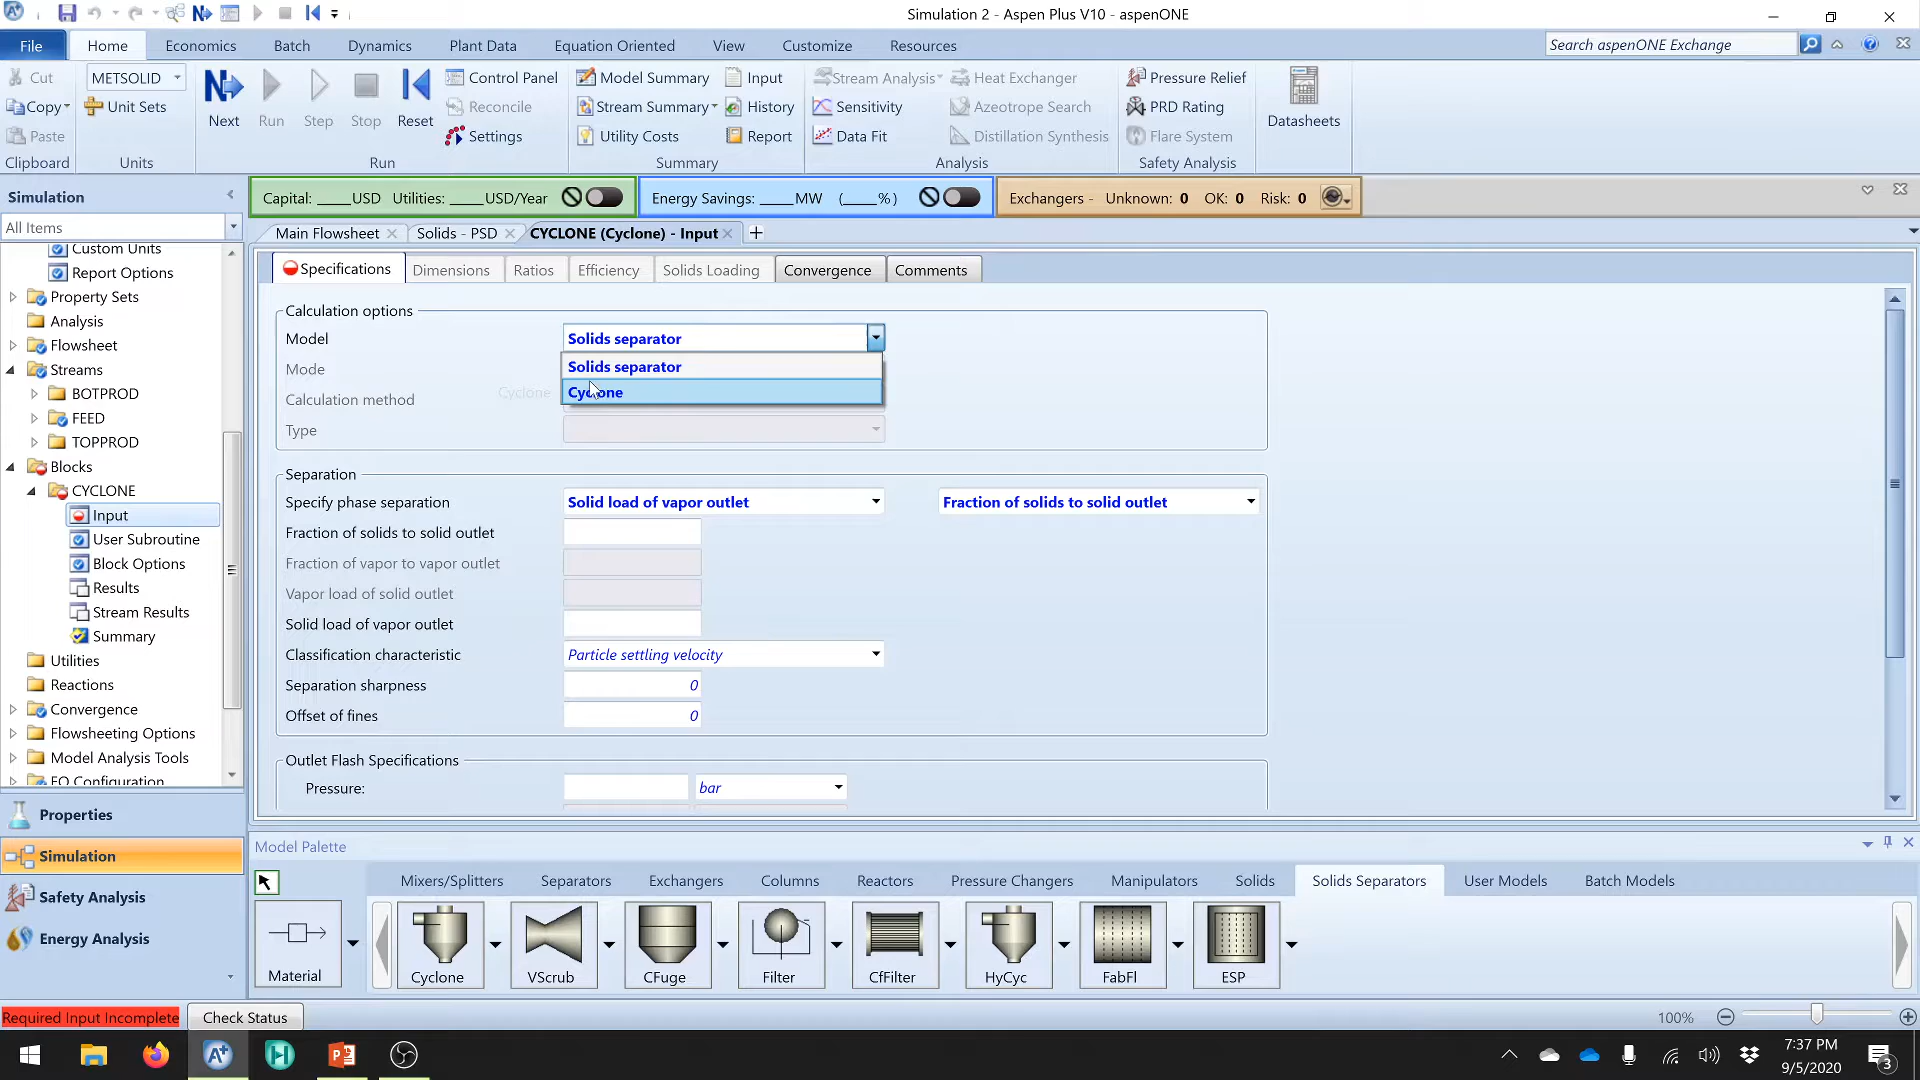 Simulation 2 - Aspen Plus V10 - aspenONE
File Home Economics Batch Dynamics Plant Data Equation Oriented View Customize Resources Search aspenONE Exchange
Cut METSOLID Control Panel Model Summary Input Stream Analysis Heat Exchanger Pressure Relief
Copy Unit Sets Reconcile Stream Summary History Sensitivity Azeotrope Search PRD Rating
Next Run Step Stop Reset Datasheets
Paste Settings Utility Costs Report Data Fit Distillation Synthesis Flare System
Clipboard Units Run Summary Analysis Safety Analysis
Simulation
Capital: _____USD Utilities: _____USD/Year Energy Savings: _____MW (_____%) Exchangers - Unknown: 0 OK: 0 Risk: 0
All Items
Main Flowsheet Solids - PSD CYCLONE (Cyclone) - Input
Custom Units
Report Options
Property Sets
Analysis
Flowsheet
Streams
BOTPROD
FEED
TOPPROD
Blocks
CYCLONE
Input
User Subroutine
Block Options
Results
Stream Results
Summary
Utilities
Reactions
Convergence
Flowsheeting Options
Model Analysis Tools
EO Configuration
Properties
Simulation
Safety Analysis
Energy Analysis
Specifications Dimensions Ratios Efficiency Solids Loading Convergence Comments
Calculation options
Model Solids separator
Solids separator
Mode
Cyclone
Cyclone
Calculation method
Type
Separation
Specify phase separation Solid load of vapor outlet Fraction of solids to solid outlet
Fraction of solids to solid outlet
Fraction of vapor to vapor outlet
Vapor load of solid outlet
Solid load of vapor outlet
Classification characteristic Particle settling velocity
Separation sharpness 0
Offset of fines 0
Outlet Flash Specifications
Pressure: bar
Model Palette
Mixers/Splitters Separators Exchangers Columns Reactors Pressure Changers Manipulators Solids Solids Separators User Models Batch Models
Material Cyclone VScrub CFuge Filter CfFilter HyCyc FabFl ESP
Required Input Incomplete Check Status 100%
7:37 PM
9/5/2020
3